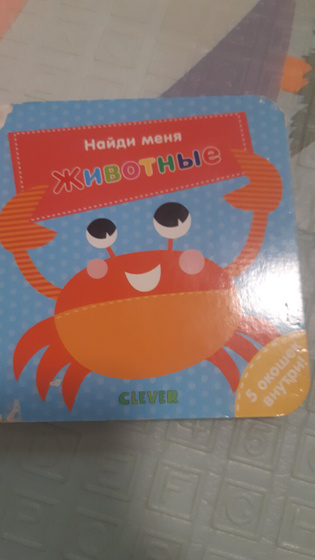 Найди меня
Животные
CLEVER
5 окошек
внутри!